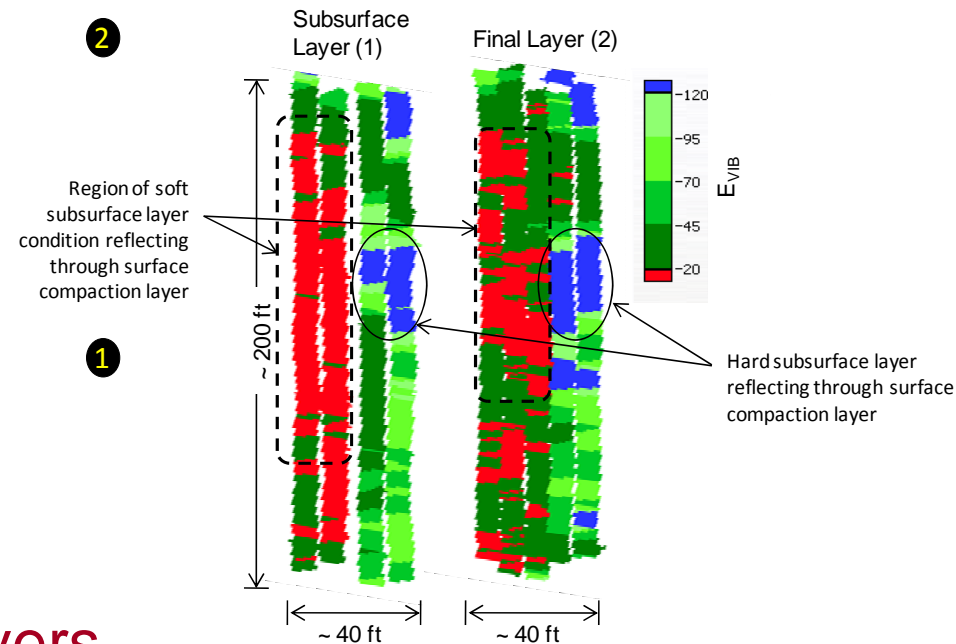 2
Subsurface
Layer (1)
Final Layer (2)
120
95
70
45
20
E_VIB
Region of soft
subsurface layer
condition reflecting
through surface
compaction layer
~ 200 ft
1
Hard subsurface layer
reflecting through surface
compaction layer
~ 40 ft
~ 40 ft